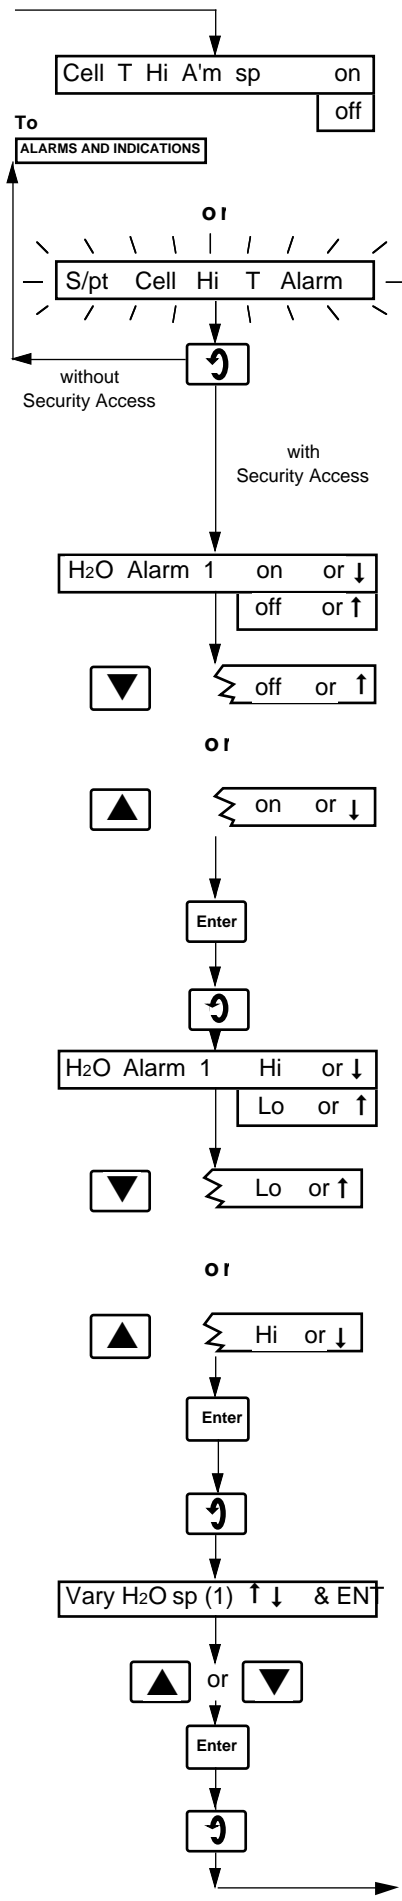 Cell T Hi A'm sp on
off
To
ALARMS AND INDICATIONS
or
S/pt Cell Hi T Alarm
without
Security Access
with
Security Access
H2O Alarm 1 on or ↓
off or ↑
off or ↑
or
on or ↓
Enter
H2O Alarm 1 Hi or ↓
Lo or ↑
Lo or ↑
or
Hi or ↓
Enter
Vary H2O sp (1) ↑ ↓ & ENT
or
Enter